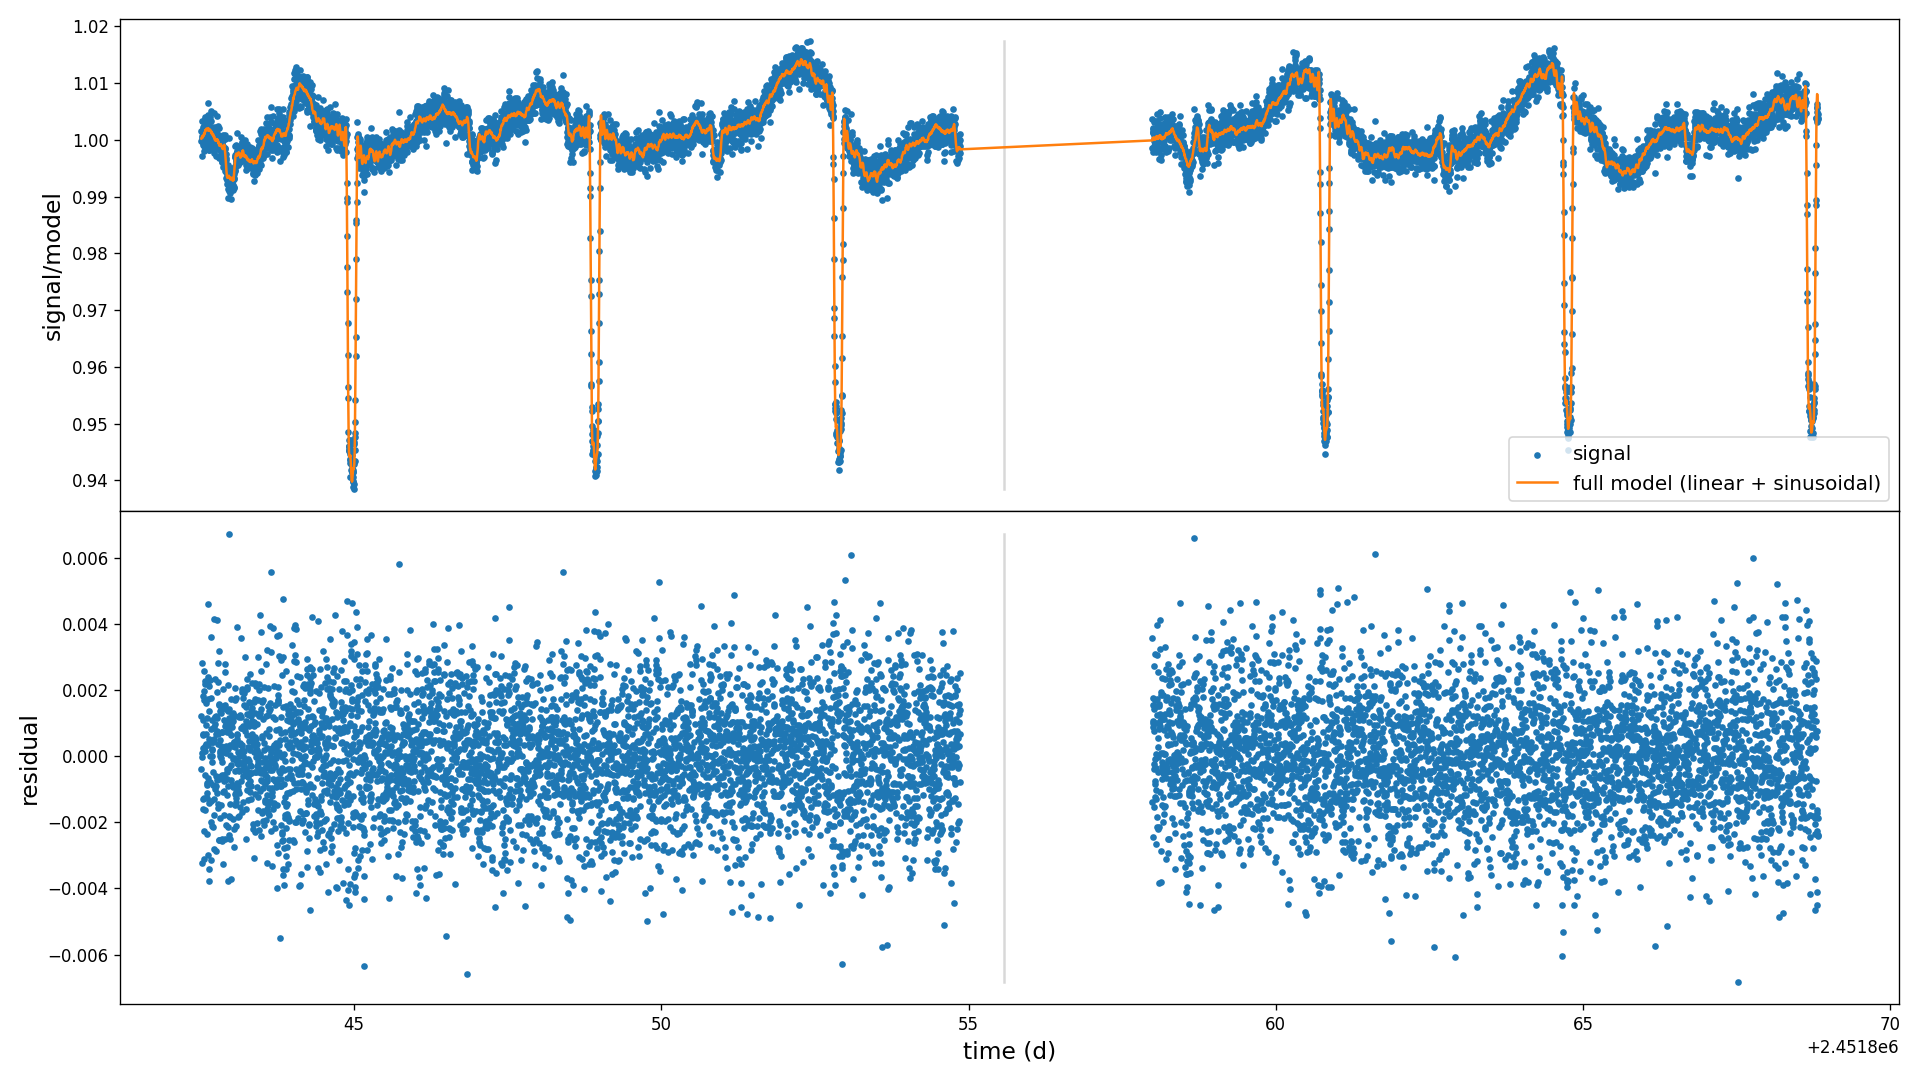 1.02
1.01
1.00
0.99
0.98
0.97
0.96
0.95
0.94
signal/model
signal
full model (linear + sinusoidal)
0.006
0.004
0.002
0.000
−0.002
−0.004
−0.006
residual
45 50 55 60 65 70
time (d)
+2.4518e6